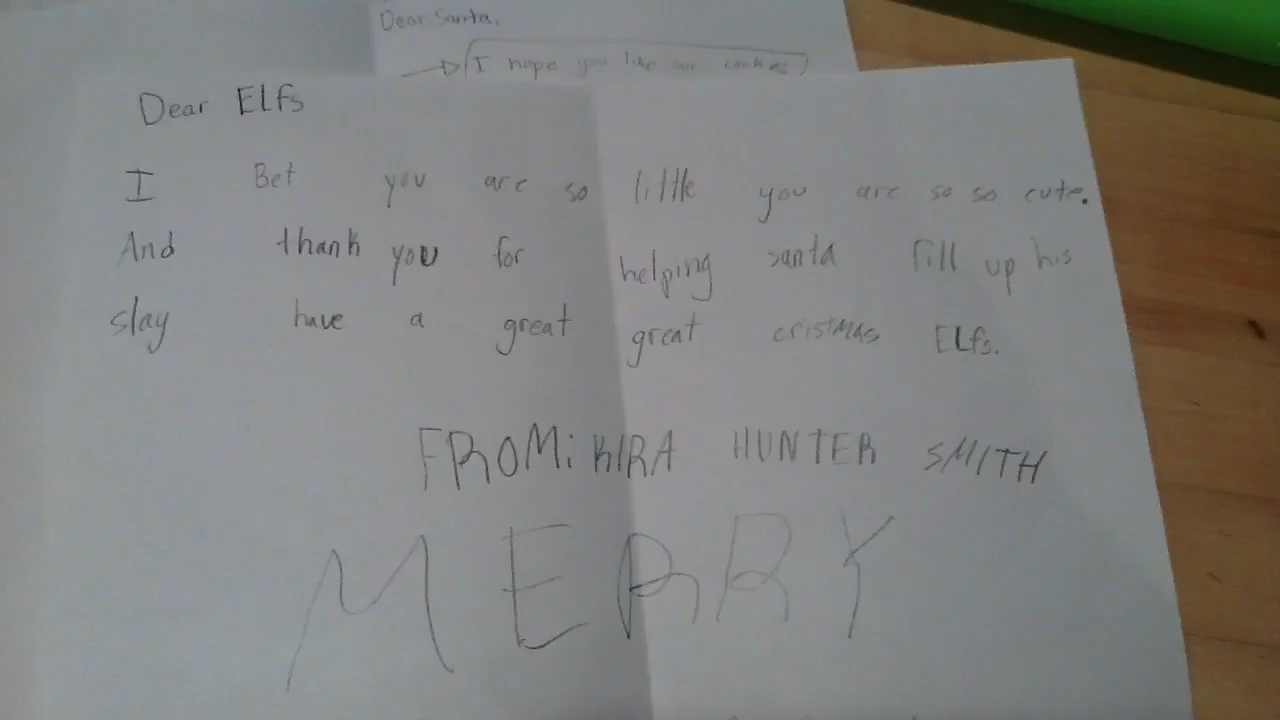 Dear Santa,
I hope you like our cookies
Dear ELfs
I Bet you are so little you are so so cute.
And thank you for helping santa fill up his
slay have a great great cristmas ELfs.
FROM: KIRA HUNTER SMITH
MERRY